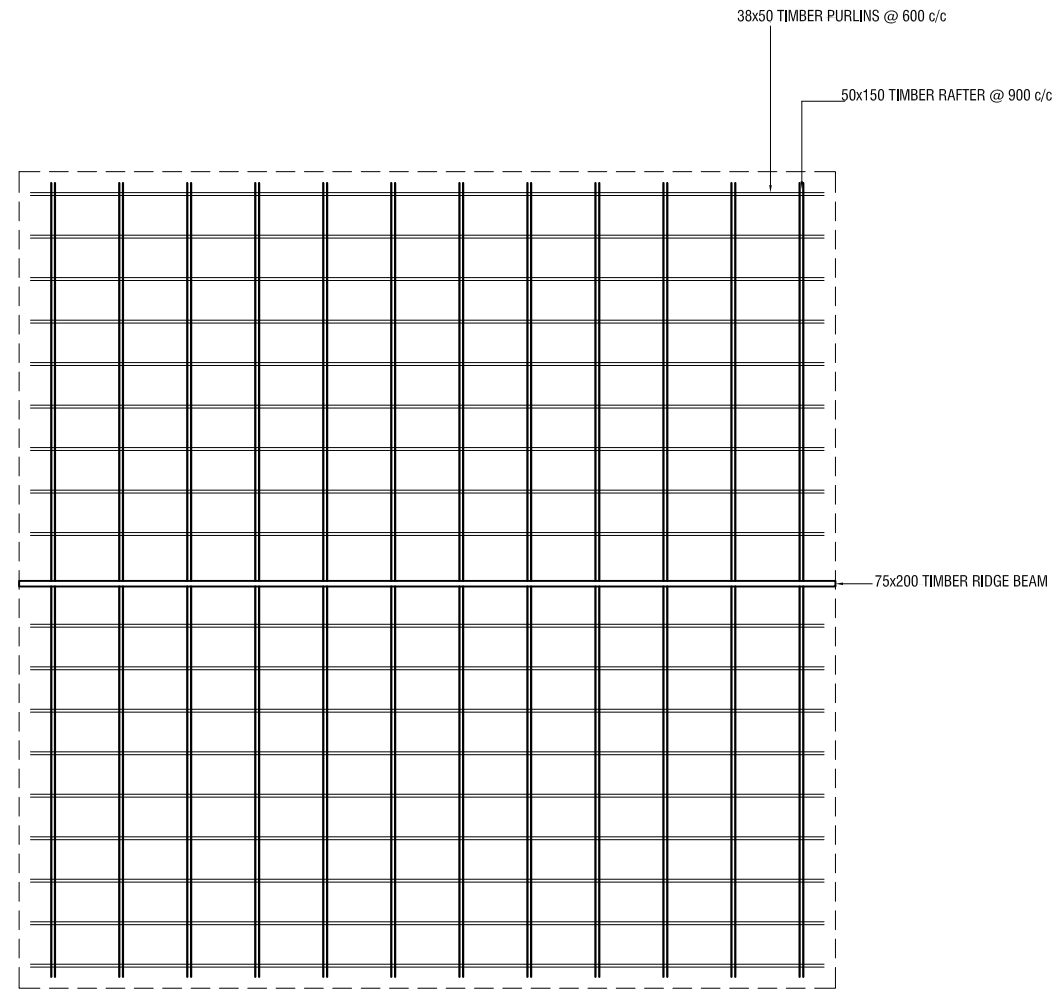 38x50 TIMBER PURLINS @ 600 c/c
50x150 TIMBER RAFTER @ 900 c/c
75x200 TIMBER RIDGE BEAM